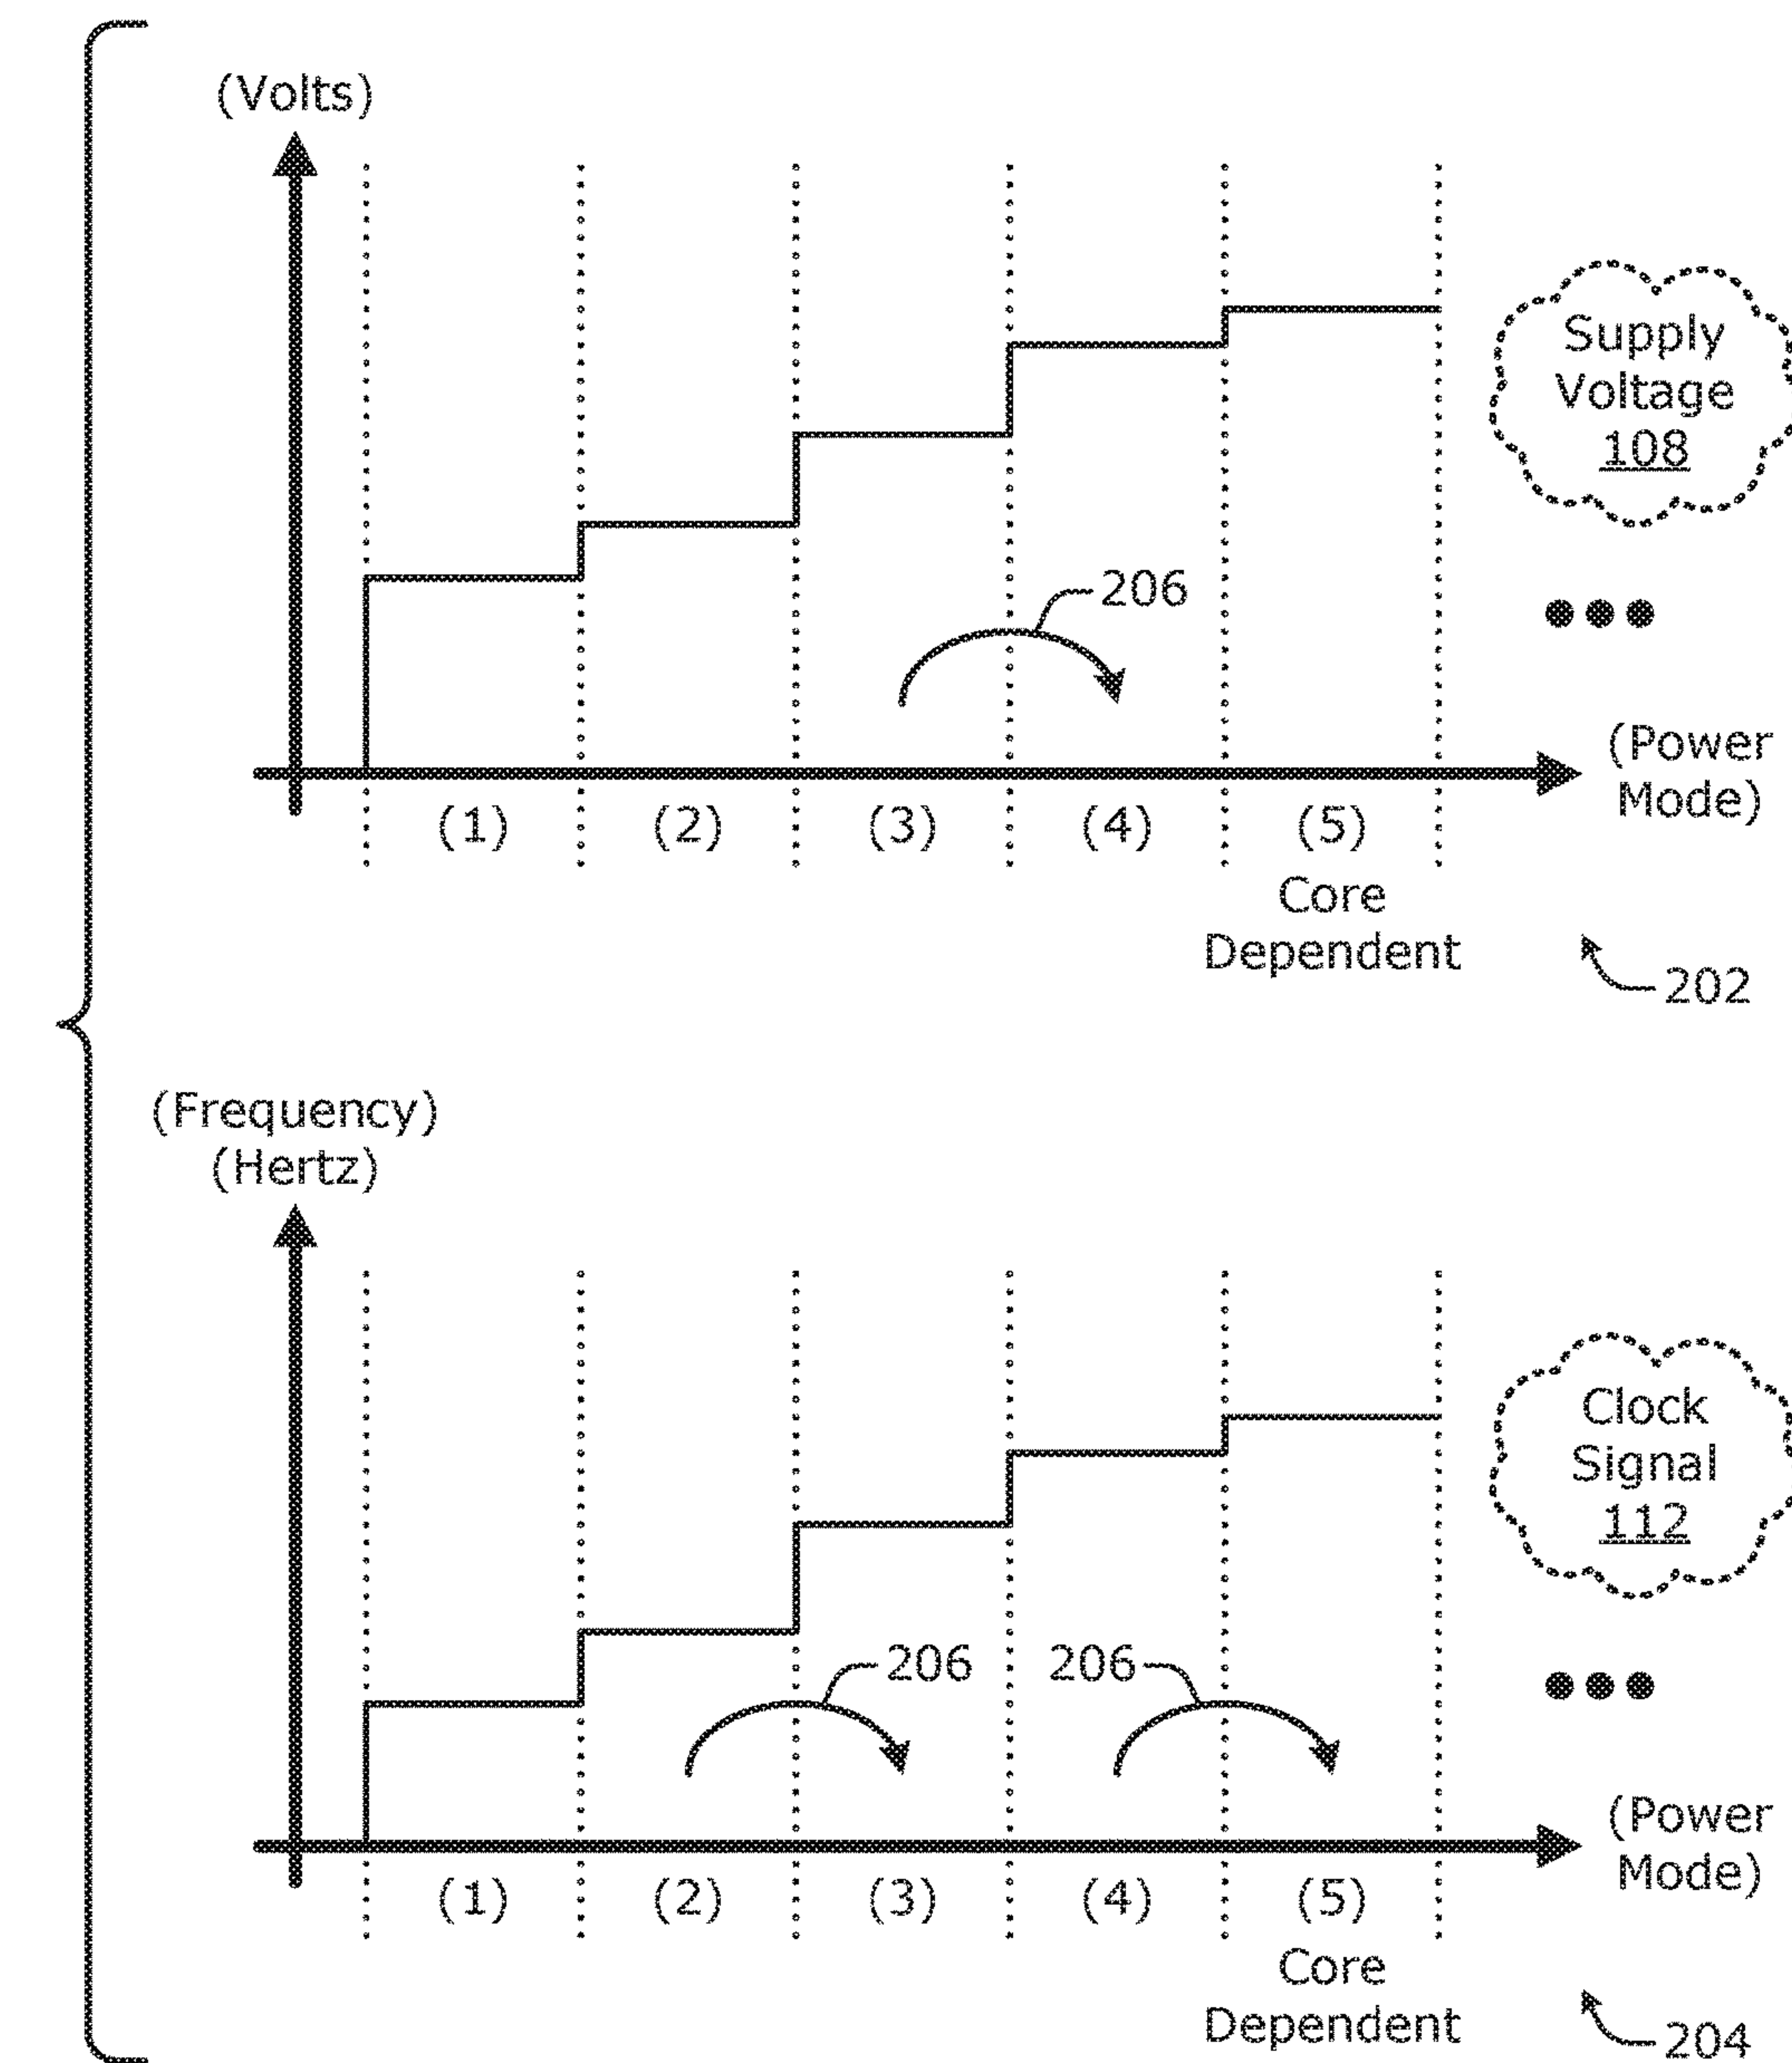 (Volts)
Supply
Voltage
108
206
(Power
Mode)
(1) (2) (3) (4) (5)
Core
Dependent
202
(Frequency)
(Hertz)
Clock
Signal
112
206 206
(Power
Mode)
(1) (2) (3) (4) (5)
Core
Dependent
204